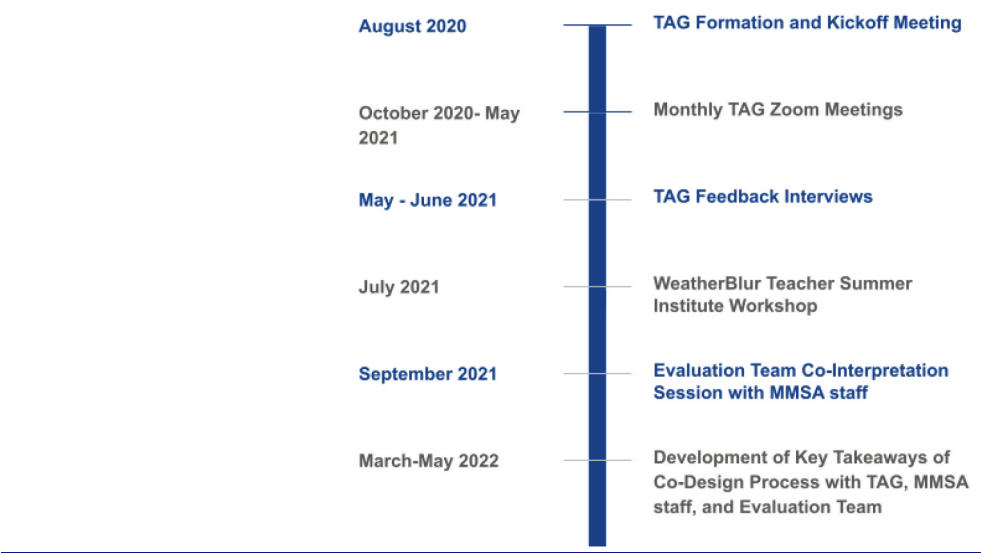 August 2020
TAG Formation and Kickoff Meeting
October 2020- May
2021
Monthly TAG Zoom Meetings
May - June 2021
TAG Feedback Interviews
July 2021
WeatherBlur Teacher Summer
Institute Workshop
September 2021
Evaluation Team Co-Interpretation
Session with MMSA staff
March-May 2022
Development of Key Takeaways of
Co-Design Process with TAG, MMSA
staff, and Evaluation Team